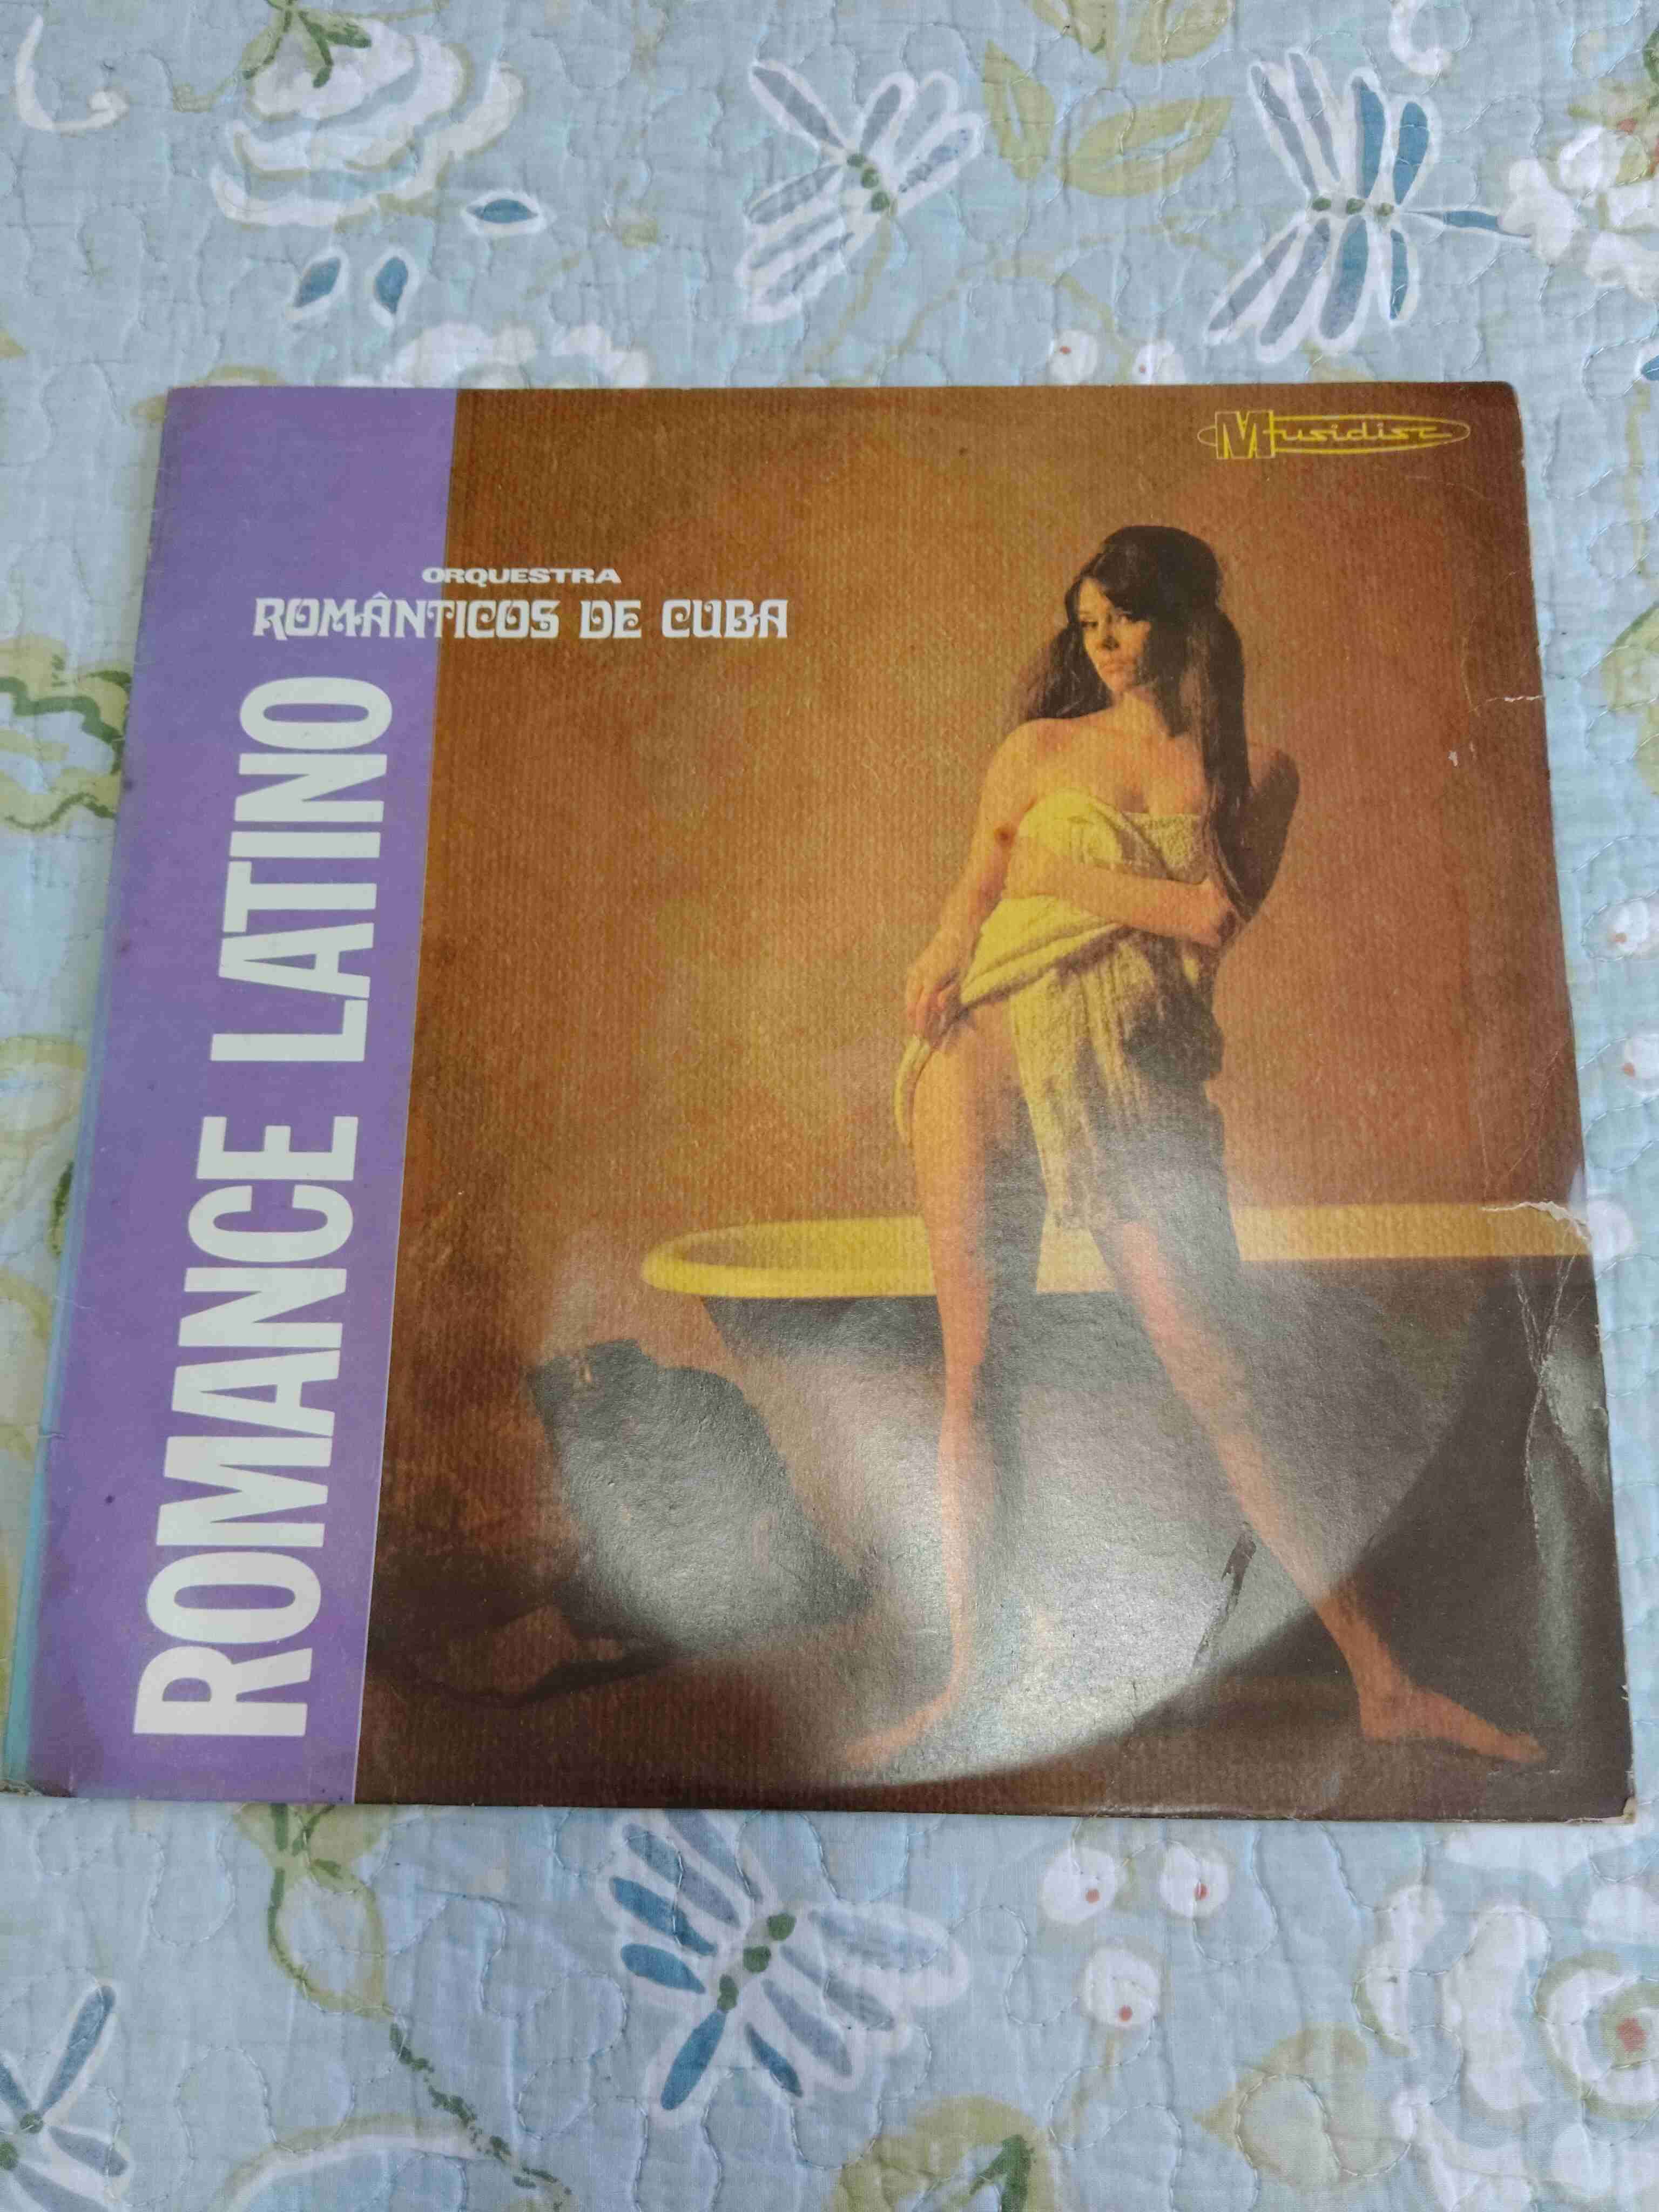 Musidisc
ORQUESTRA
ROMÂNTICOS DE CUBA
ROMANCE LATINO